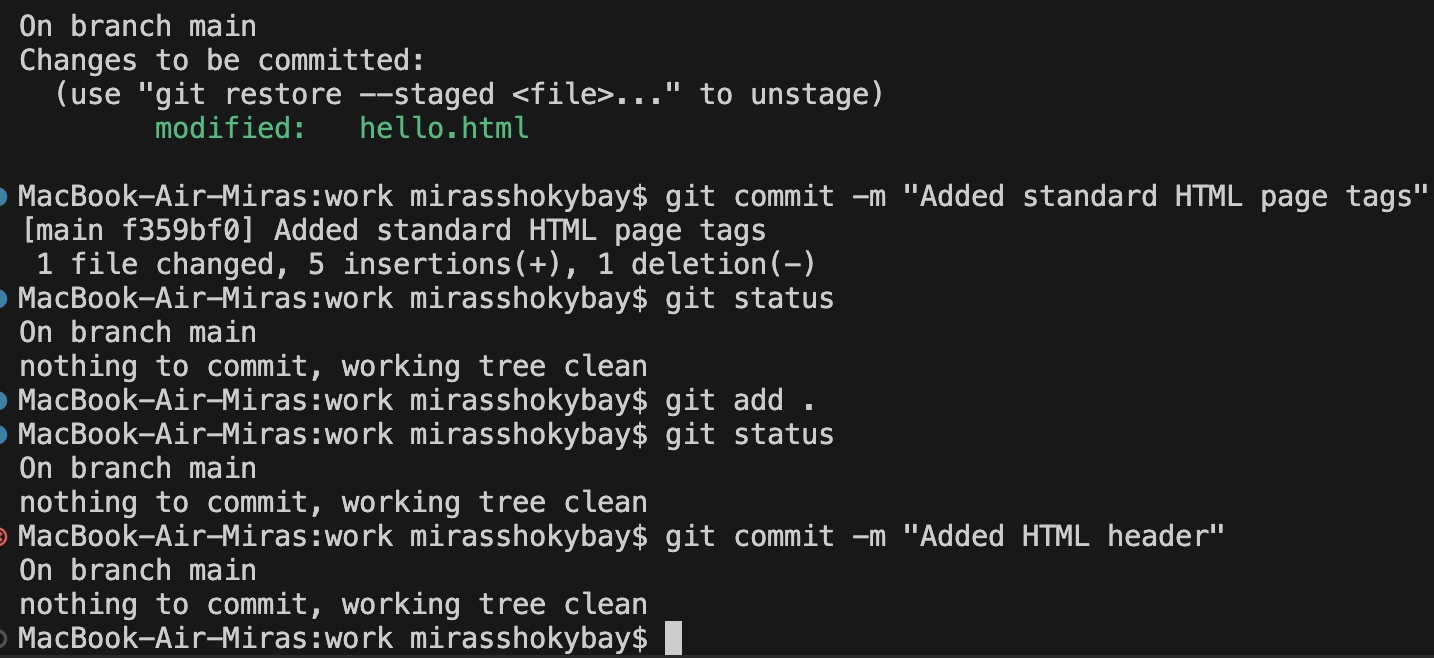 On branch main
Changes to be committed:
  (use "git restore --staged <file>..." to unstage)
        modified:   hello.html

MacBook-Air-Miras:work mirasshokybay$ git commit -m "Added standard HTML page tags"
[main f359bf0] Added standard HTML page tags
 1 file changed, 5 insertions(+), 1 deletion(-)
MacBook-Air-Miras:work mirasshokybay$ git status
On branch main
nothing to commit, working tree clean
MacBook-Air-Miras:work mirasshokybay$ git add .
MacBook-Air-Miras:work mirasshokybay$ git status
On branch main
nothing to commit, working tree clean
MacBook-Air-Miras:work mirasshokybay$ git commit -m "Added HTML header"
On branch main
nothing to commit, working tree clean
MacBook-Air-Miras:work mirasshokybay$